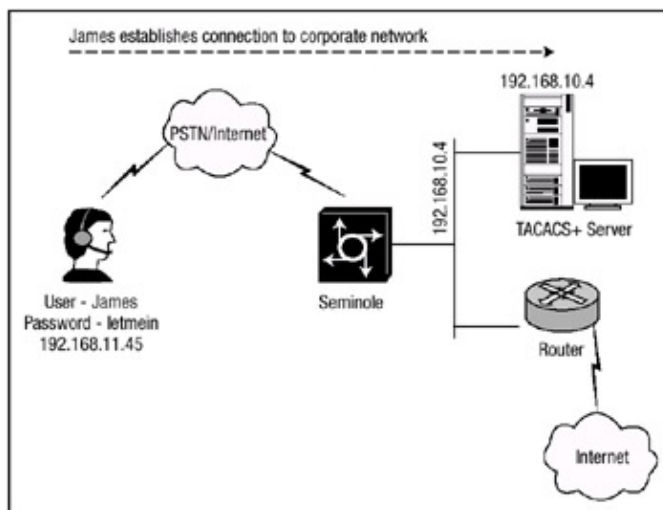 James establishes connection to corporate network
192.168.10.4
PSTN/Internet
192.168.10.4
TACACS+ Server
Seminole
User - James
Password - letmein
192.168.11.45
Router
Internet